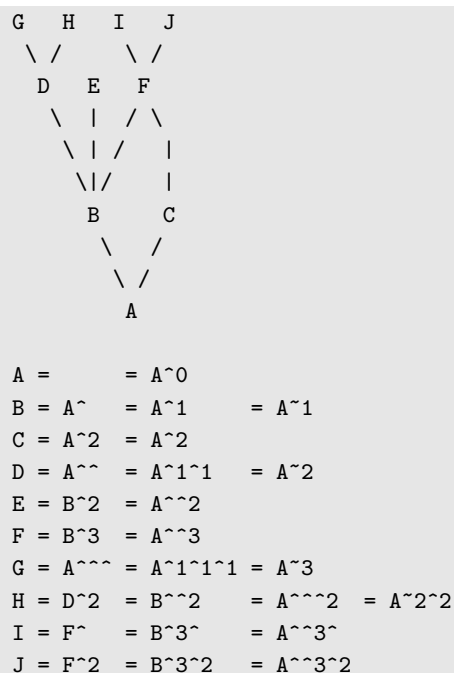 G   H   I   J
 \ /     \ /
  D   E   F
   \  |  / \
    \ | /   |
     \|/    |
      B     C
       \   /
        \ /
         A
A =      = A^0
B = A^   = A^1     = A~1
C = A^2  = A^2
D = A^^  = A^1^1   = A~2
E = B^2  = A^^2
F = B^3  = A^^3
G = A^^^ = A^1^1^1 = A~3
H = D^2  = B^^2    = A^^^2  = A~2^2
I = F^   = B^3^    = A^^3^
J = F^2  = B^3^2   = A^^3^2